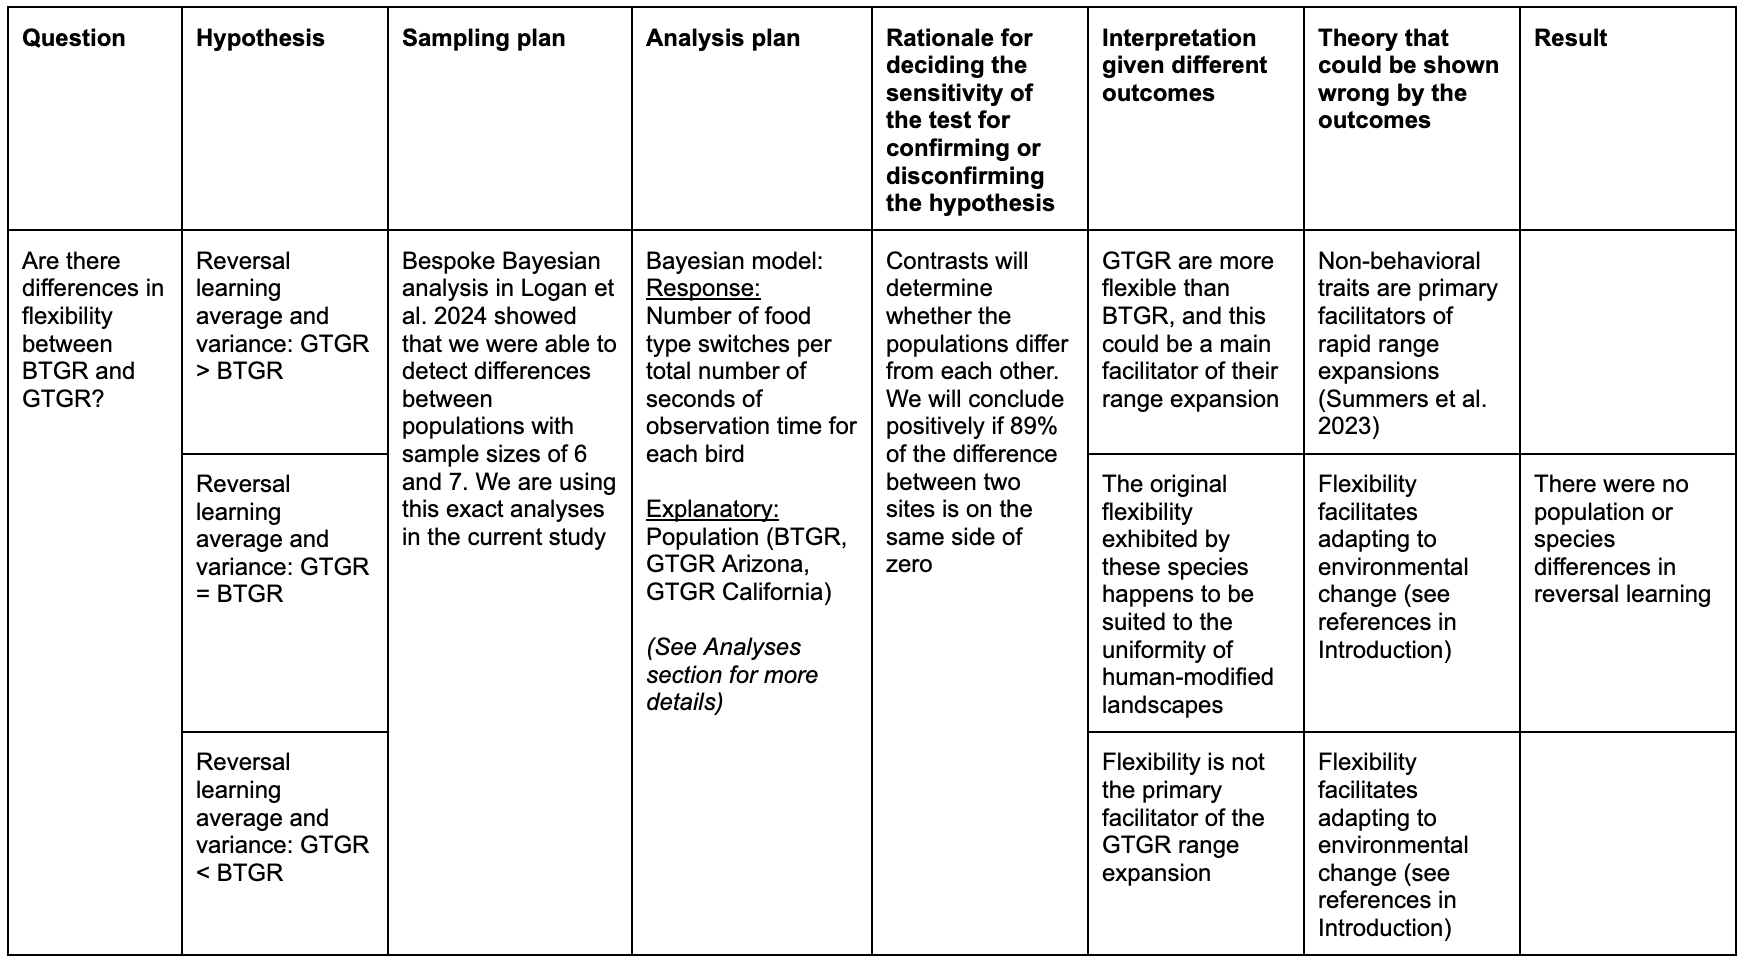 Question
Hypothesis
Sampling plan
Analysis plan
Rationale for
deciding the
sensitivity of
the test for
confirming or
disconfirming
the hypothesis
Interpretation
given different
outcomes
Theory that
could be shown
wrong by the
outcomes
Result
Are there
differences in
flexibility
between
BTGR and
GTGR?
Reversal
learning
average and
variance: GTGR
> BTGR
Bespoke Bayesian
analysis in Logan et
al. 2024 showed
that we were able to
detect differences
between
populations with
sample sizes of 6
and 7. We are using
this exact analyses
in the current study
Bayesian model:
Response:
Number of food
type switches per
total number of
seconds of
observation time for
each bird
Explanatory:
Population (BTGR,
GTGR Arizona,
GTGR California)
(See Analyses
section for more
details)
Contrasts will
determine
whether the
populations differ
from each other.
We will conclude
positively if 89%
of the difference
between two
sites is on the
same side of
zero
GTGR are more
flexible than
BTGR, and this
could be a main
facilitator of their
range expansion
Non-behavioral
traits are primary
facilitators of
rapid range
expansions
(Summers et al.
2023)
Reversal
learning
average and
variance: GTGR
= BTGR
The original
flexibility
exhibited by
these species
happens to be
suited to the
uniformity of
human-modified
landscapes
Flexibility
facilitates
adapting to
environmental
change (see
references in
Introduction)
There were no
population or
species
differences in
reversal learning
Reversal
learning
average and
variance: GTGR
< BTGR
Flexibility is not
the primary
facilitator of the
GTGR range
expansion
Flexibility
facilitates
adapting to
environmental
change (see
references in
Introduction)